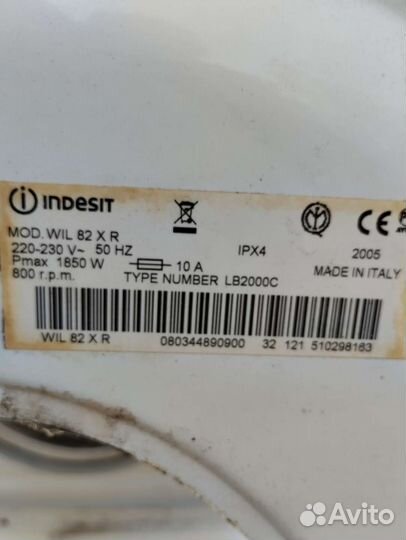 INDESIT
MOD. WIL 82 X R
220-230 V~ 50 HZ
Pmax 1850 W 10 A
800 r.p.m. TYPE NUMBER LB2000C
IPX4
CE
2005
MADE IN ITALY
WIL 82 X R 080344890900 32 121 510298163
Avito